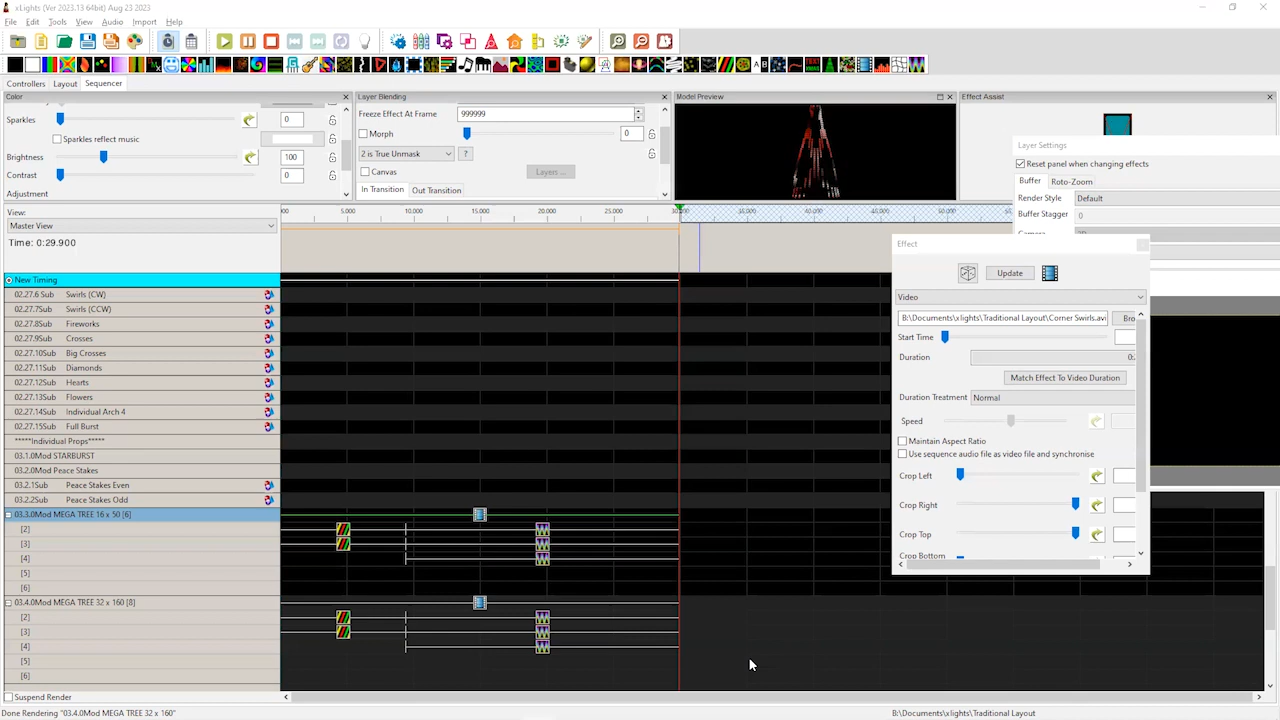 xLights (Ver 2023.13 64bit) Aug 23 2023
File Edit Tools View Audio Import Help
Controllers Layout Sequencer
Color
Sparkles 0
Sparkles reflect music
Brightness 100
Contrast 0
Adjustment
Layer Blending
Freeze Effect At Frame 999999
Morph 0
2 is True Unmask ?
Canvas Layers ...
In Transition Out Transition
Model Preview
Effect Assist
Layer Settings
Reset panel when changing effects
Buffer Roto-Zoom
Render Style Default
Buffer Stagger 0
View:
Master View
Time: 0:29.900
5.000 10.000 15.000 20.000 25.000
Effect
Update
Video
B:\Documents\xlights\Traditional Layout\Corner Swirls.avi Bro
Start Time
Duration 0:
Match Effect To Video Duration
Duration Treatment Normal
Speed
Maintain Aspect Ratio
Use sequence audio file as video file and synchronise
Crop Left
Crop Right
Crop Top
Crop Bottom
New Timing
02.27.6 Sub Swirls (CW)
02.27.7Sub Swirls (CCW)
02.27.8Sub Fireworks
02.27.9Sub Crosses
02.27.10Sub Big Crosses
02.27.11Sub Diamonds
02.27.12Sub Hearts
02.27.13Sub Flowers
02.27.14Sub Individual Arch 4
02.27.15Sub Full Burst
*****Individual Props*****
03.1.0Mod STARBURST
03.2.0Mod Peace Stakes
03.2.1Sub Peace Stakes Even
03.2.2Sub Peace Stakes Odd
03.3.0Mod MEGA TREE 16 x 50 [6]
[2]
[3]
[4]
[5]
[6]
03.4.0Mod MEGA TREE 32 x 160 [8]
[2]
[3]
[4]
[5]
[6]
Suspend Render
Done Rendering "03.4.0Mod MEGA TREE 32 x 160" B:\Documents\xlights\Traditional Layout